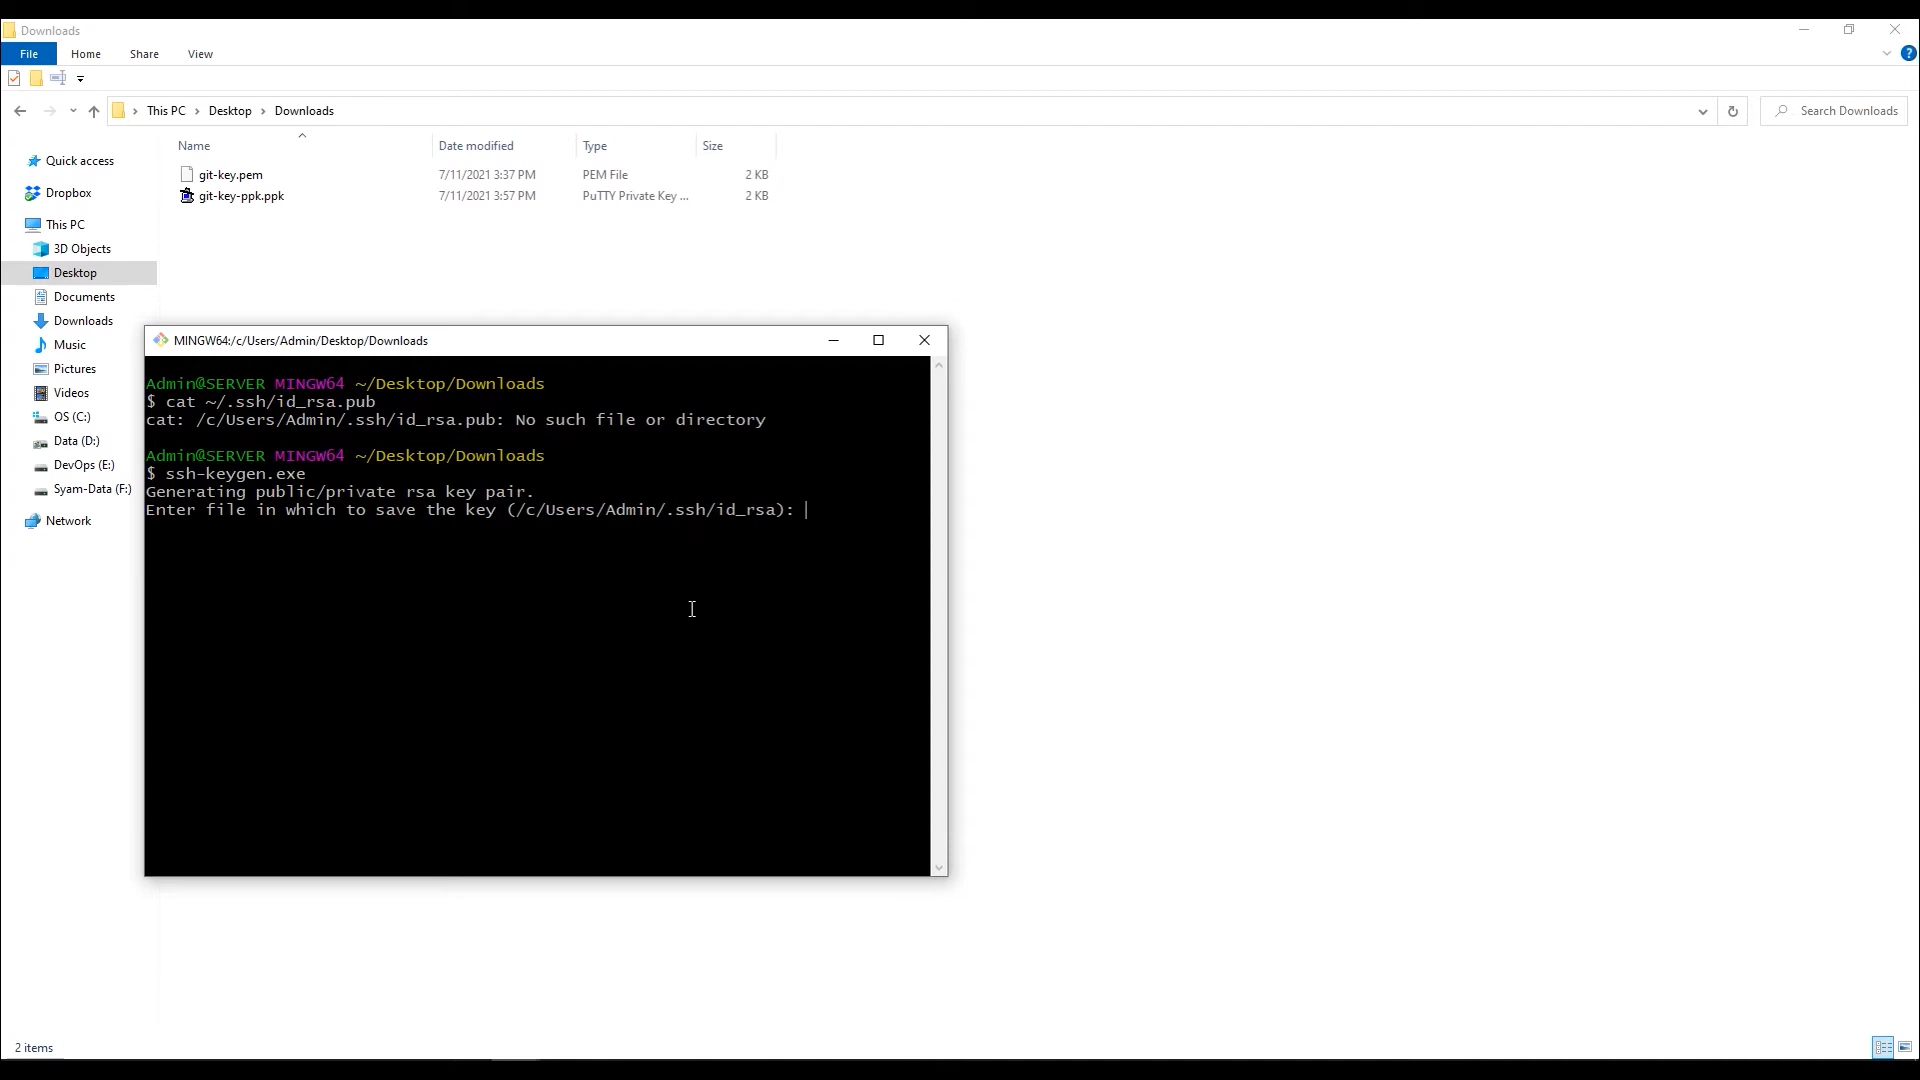 Downloads
File Home Share View
This PC > Desktop > Downloads
Search Downloads
Name Date modified Type Size
git-key.pem 7/11/2021 3:37 PM PEM File 2 KB
git-key-ppk.ppk 7/11/2021 3:57 PM PuTTY Private Key ... 2 KB
Quick access
Dropbox
This PC
3D Objects
Desktop
Documents
Downloads
Music
Pictures
Videos
OS (C:)
Data (D:)
DevOps (E:)
Syam-Data (F:)
Network
MINGW64:/c/Users/Admin/Desktop/Downloads
Admin@SERVER MINGW64 ~/Desktop/Downloads
$ cat ~/.ssh/id_rsa.pub
cat: /c/Users/Admin/.ssh/id_rsa.pub: No such file or directory
Admin@SERVER MINGW64 ~/Desktop/Downloads
$ ssh-keygen.exe
Generating public/private rsa key pair.
Enter file in which to save the key (/c/Users/Admin/.ssh/id_rsa):
2 items